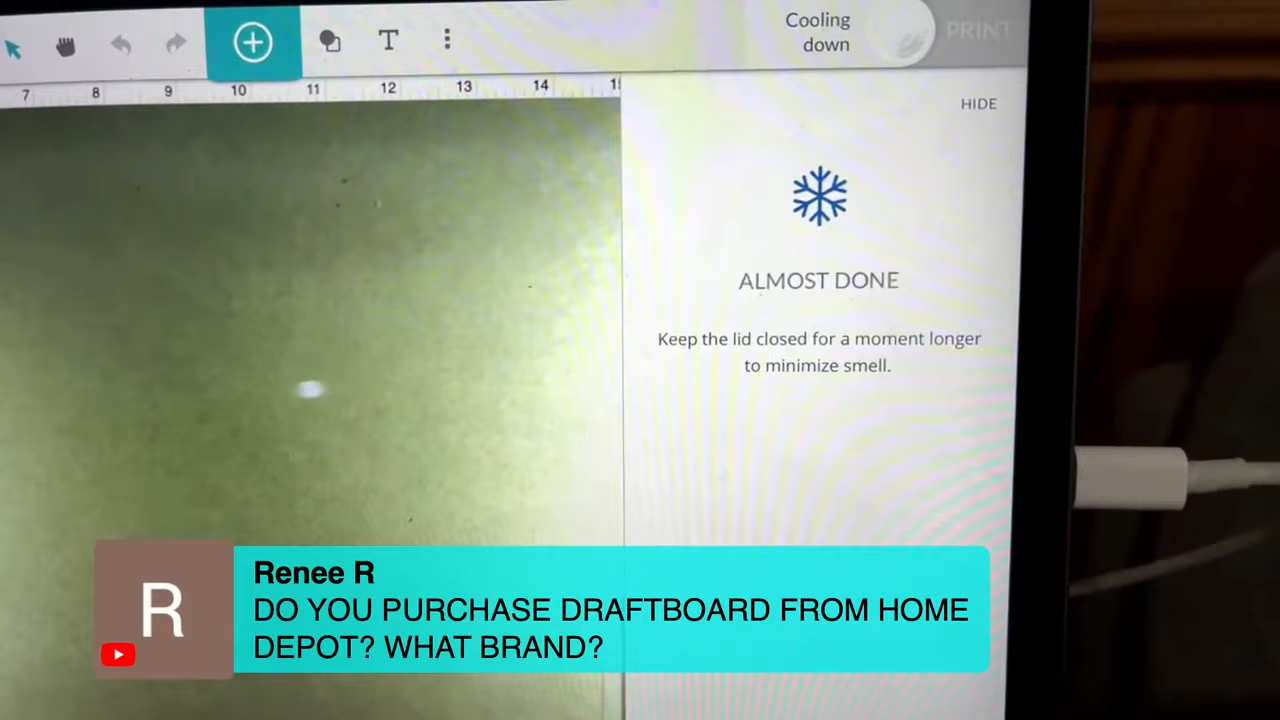 Cooling
down
PRINT
T
7 8 9 10 11 12 13 14
HIDE
ALMOST DONE
Keep the lid closed for a moment longer
to minimize smell.
R
Renee R
DO YOU PURCHASE DRAFTBOARD FROM HOME
DEPOT? WHAT BRAND?